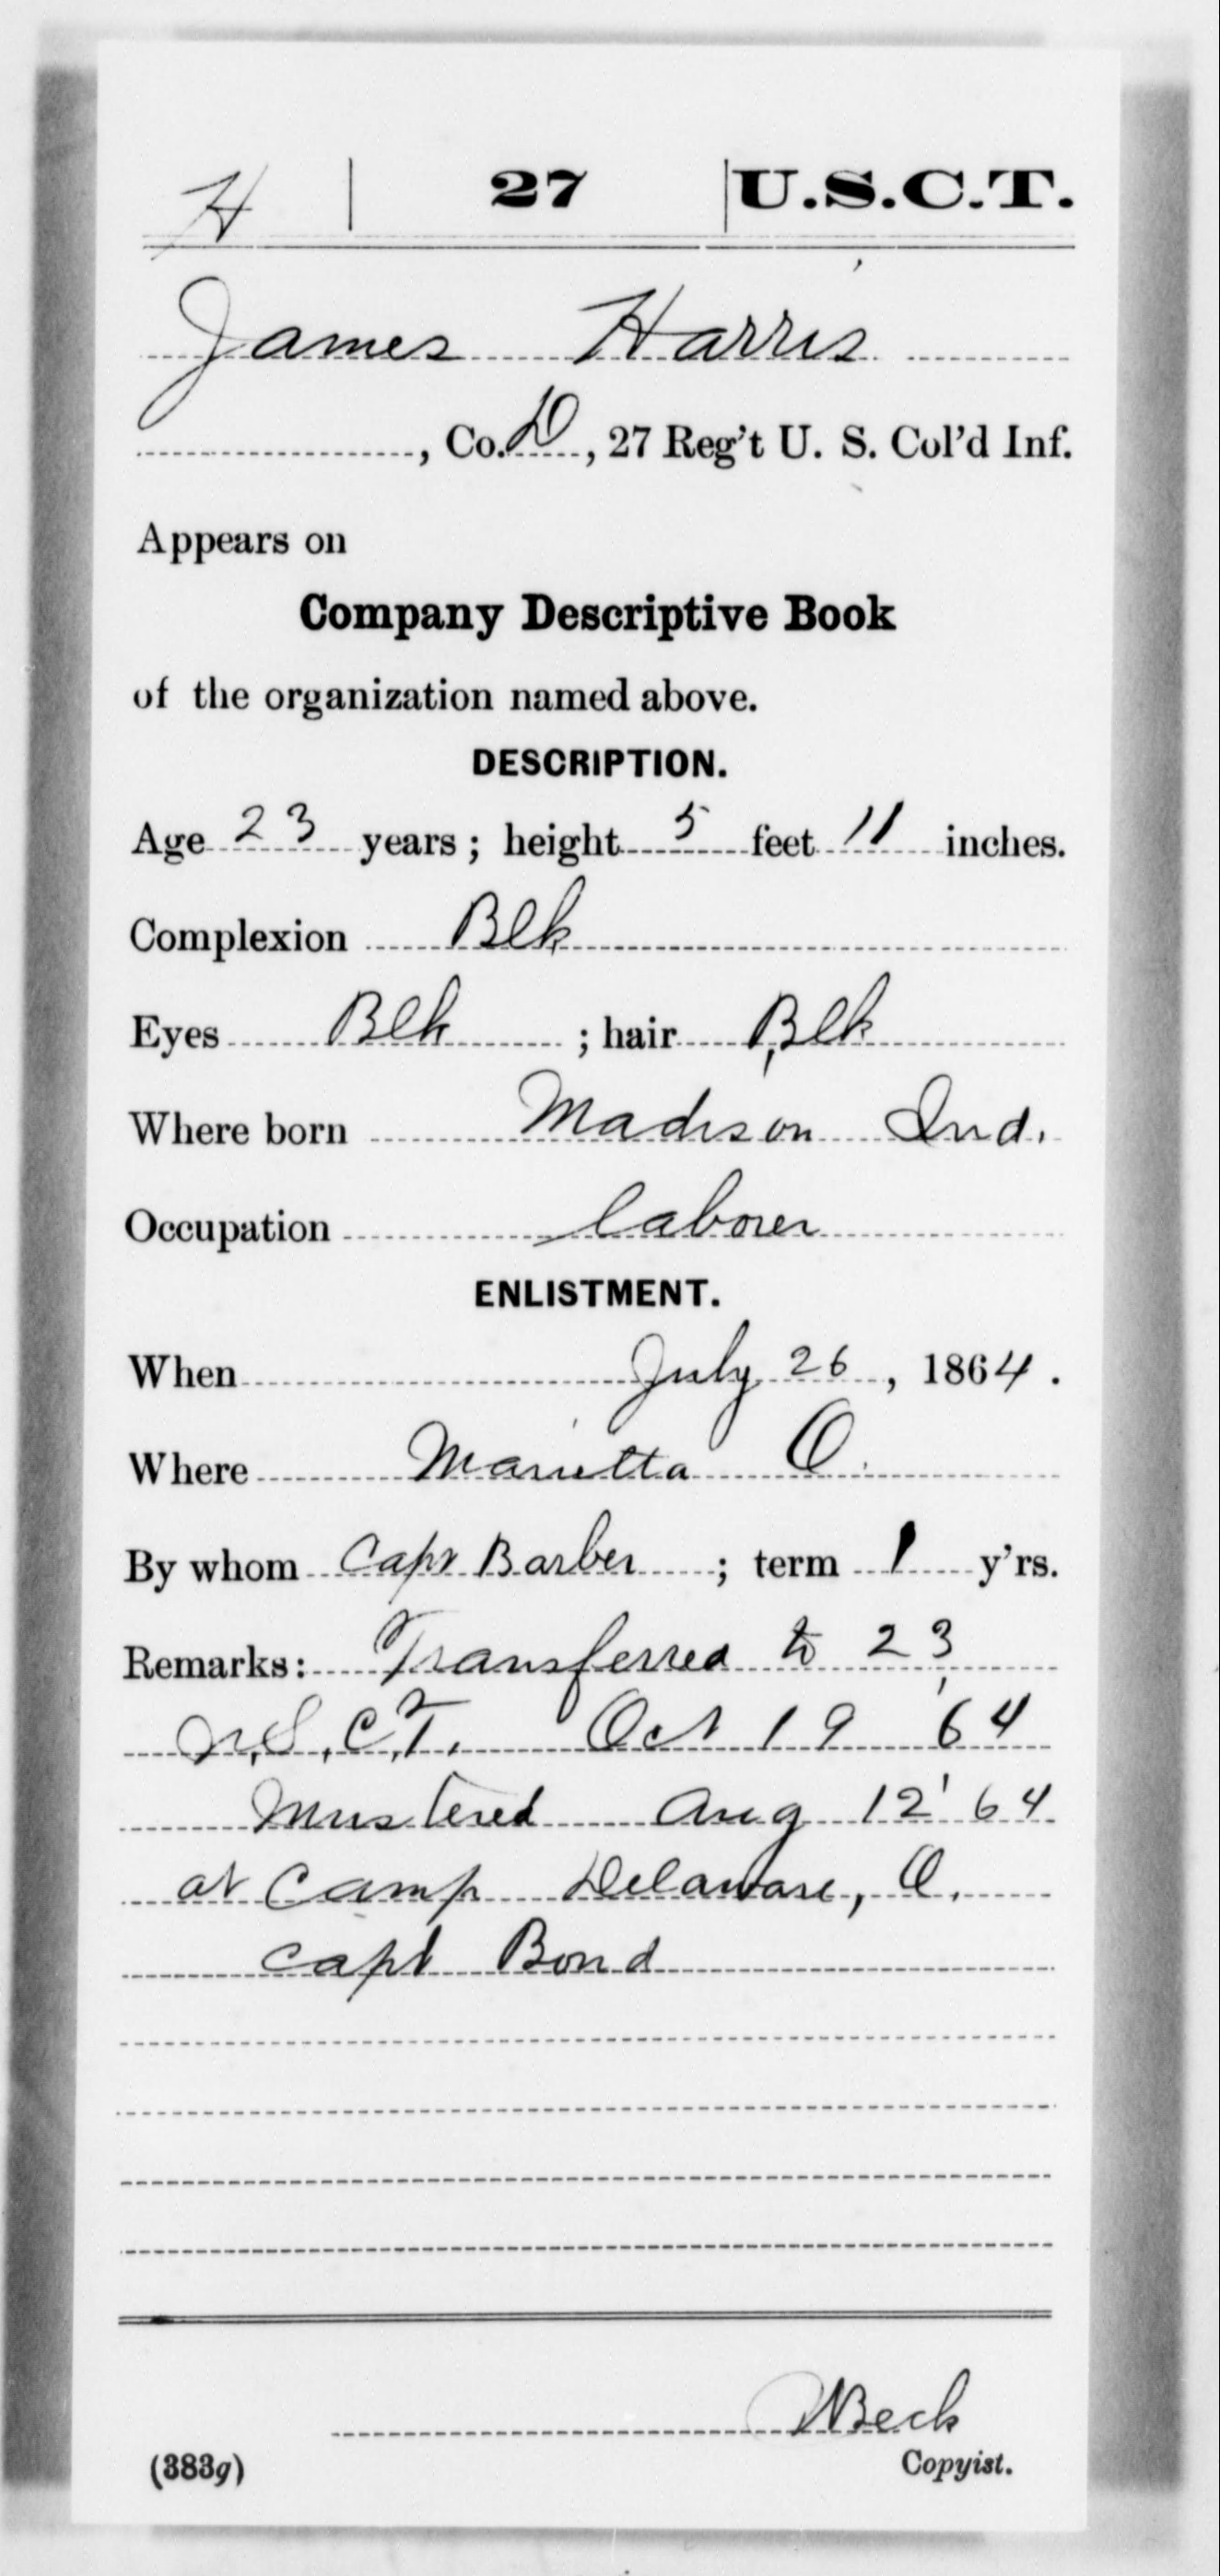 H | 27 | U.S.C.T.
James Harris
, Co. D, 27 Reg't U. S. Col'd Inf.
Appears on
Company Descriptive Book
of the organization named above.
DESCRIPTION.
Age 23 years; height 5 feet 11 inches.
Complexion Blk
Eyes Blk ; hair Blk
Where born Madison Ind.
Occupation laborer
ENLISTMENT.
When July 26, 1864.
Where Marietta O.
By whom Capt Barber ; term 1 y'rs.
Remarks: Transferred to 23
U.S.C.T. Oct 19 '64
Mustered Aug 12 '64
at Camp Delaware, O.
Capt Bond
Beck
(383g) Copyist.